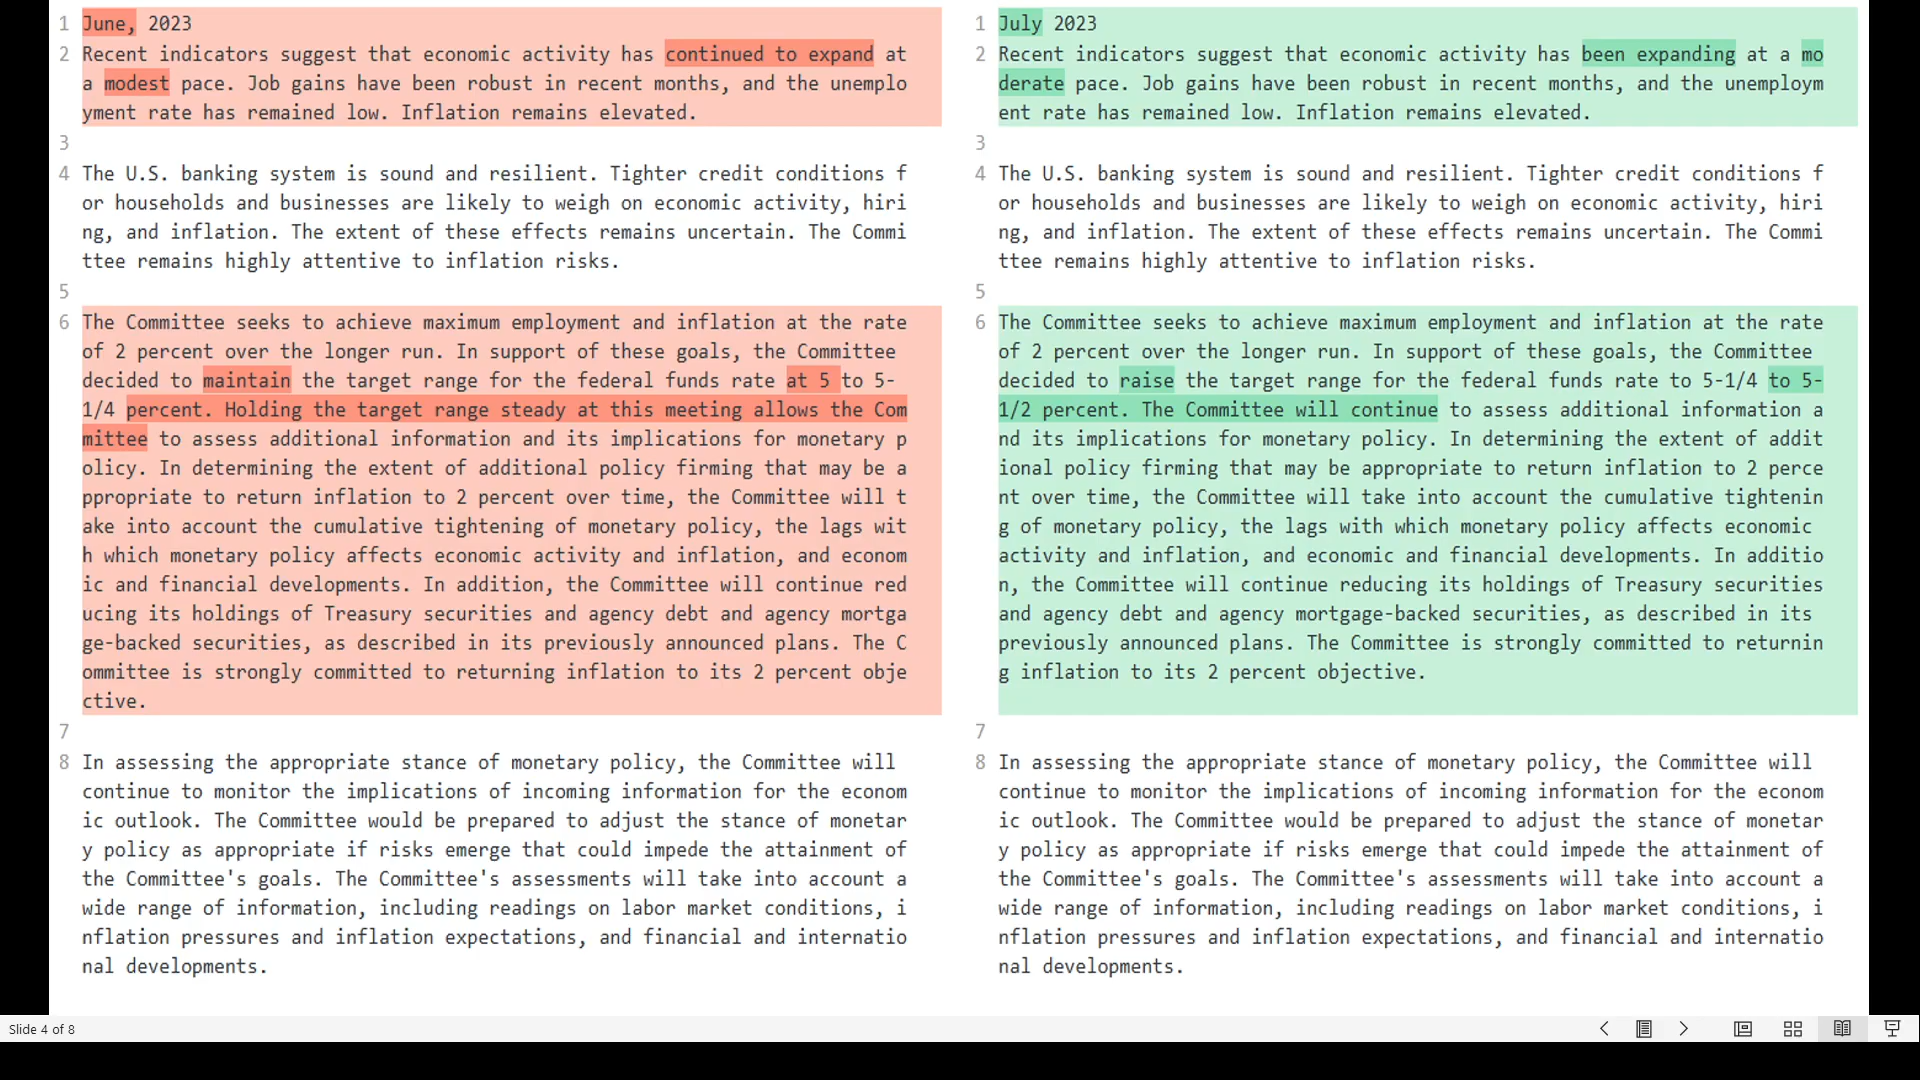 1 June, 2023
2 Recent indicators suggest that economic activity has continued to expand at
a modest pace. Job gains have been robust in recent months, and the unemplo
yment rate has remained low. Inflation remains elevated.
3
4 The U.S. banking system is sound and resilient. Tighter credit conditions f
or households and businesses are likely to weigh on economic activity, hiri
ng, and inflation. The extent of these effects remains uncertain. The Commi
ttee remains highly attentive to inflation risks.
5
6 The Committee seeks to achieve maximum employment and inflation at the rate
of 2 percent over the longer run. In support of these goals, the Committee
decided to maintain the target range for the federal funds rate at 5 to 5-
1/4 percent. Holding the target range steady at this meeting allows the Com
mittee to assess additional information and its implications for monetary p
olicy. In determining the extent of additional policy firming that may be a
ppropriate to return inflation to 2 percent over time, the Committee will t
ake into account the cumulative tightening of monetary policy, the lags wit
h which monetary policy affects economic activity and inflation, and econom
ic and financial developments. In addition, the Committee will continue red
ucing its holdings of Treasury securities and agency debt and agency mortga
ge-backed securities, as described in its previously announced plans. The C
ommittee is strongly committed to returning inflation to its 2 percent obje
ctive.
7
8 In assessing the appropriate stance of monetary policy, the Committee will
continue to monitor the implications of incoming information for the econom
ic outlook. The Committee would be prepared to adjust the stance of monetar
y policy as appropriate if risks emerge that could impede the attainment of
the Committee's goals. The Committee's assessments will take into account a
wide range of information, including readings on labor market conditions, i
nflation pressures and inflation expectations, and financial and internatio
nal developments.
1 July 2023
2 Recent indicators suggest that economic activity has been expanding at a mo
derate pace. Job gains have been robust in recent months, and the unemploym
ent rate has remained low. Inflation remains elevated.
3
4 The U.S. banking system is sound and resilient. Tighter credit conditions f
or households and businesses are likely to weigh on economic activity, hiri
ng, and inflation. The extent of these effects remains uncertain. The Commi
ttee remains highly attentive to inflation risks.
5
6 The Committee seeks to achieve maximum employment and inflation at the rate
of 2 percent over the longer run. In support of these goals, the Committee
decided to raise the target range for the federal funds rate to 5-1/4 to 5-
1/2 percent. The Committee will continue to assess additional information a
nd its implications for monetary policy. In determining the extent of addit
ional policy firming that may be appropriate to return inflation to 2 perce
nt over time, the Committee will take into account the cumulative tightenin
g of monetary policy, the lags with which monetary policy affects economic
activity and inflation, and economic and financial developments. In additio
n, the Committee will continue reducing its holdings of Treasury securities
and agency debt and agency mortgage-backed securities, as described in its
previously announced plans. The Committee is strongly committed to returnin
g inflation to its 2 percent objective.
7
8 In assessing the appropriate stance of monetary policy, the Committee will
continue to monitor the implications of incoming information for the econom
ic outlook. The Committee would be prepared to adjust the stance of monetar
y policy as appropriate if risks emerge that could impede the attainment of
the Committee's goals. The Committee's assessments will take into account a
wide range of information, including readings on labor market conditions, i
nflation pressures and inflation expectations, and financial and internatio
nal developments.
Slide 4 of 8